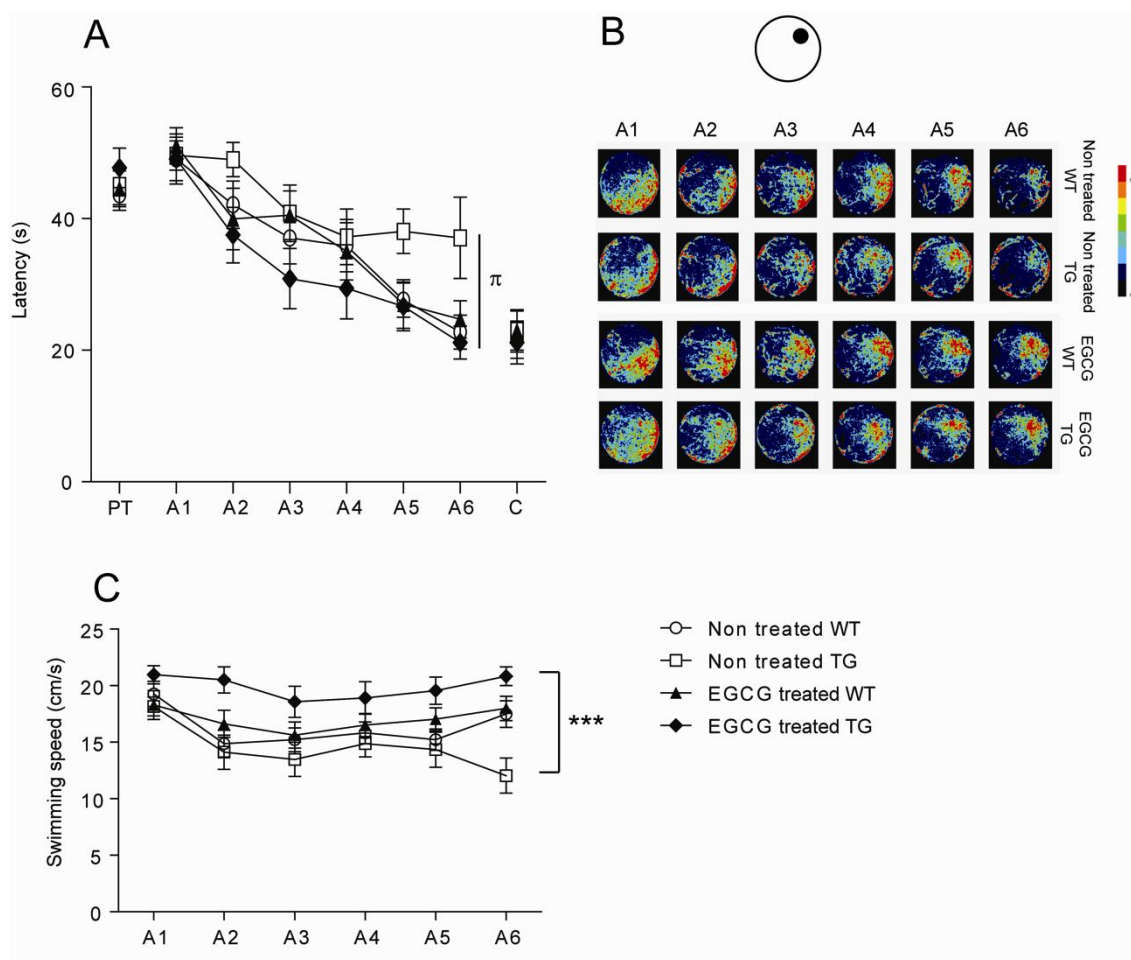 A
60
40
20
0
Latency (s)
PT A1 A2 A3 A4 A5 A6 C
π
B
A1 A2 A3 A4 A5 A6
Non treated
WT
Non treated
TG
EGCG
WT
EGCG
TG
C
25
20
15
10
5
0
Swimming speed (cm/s)
A1 A2 A3 A4 A5 A6
***
Non treated WT
Non treated TG
EGCG treated WT
EGCG treated TG